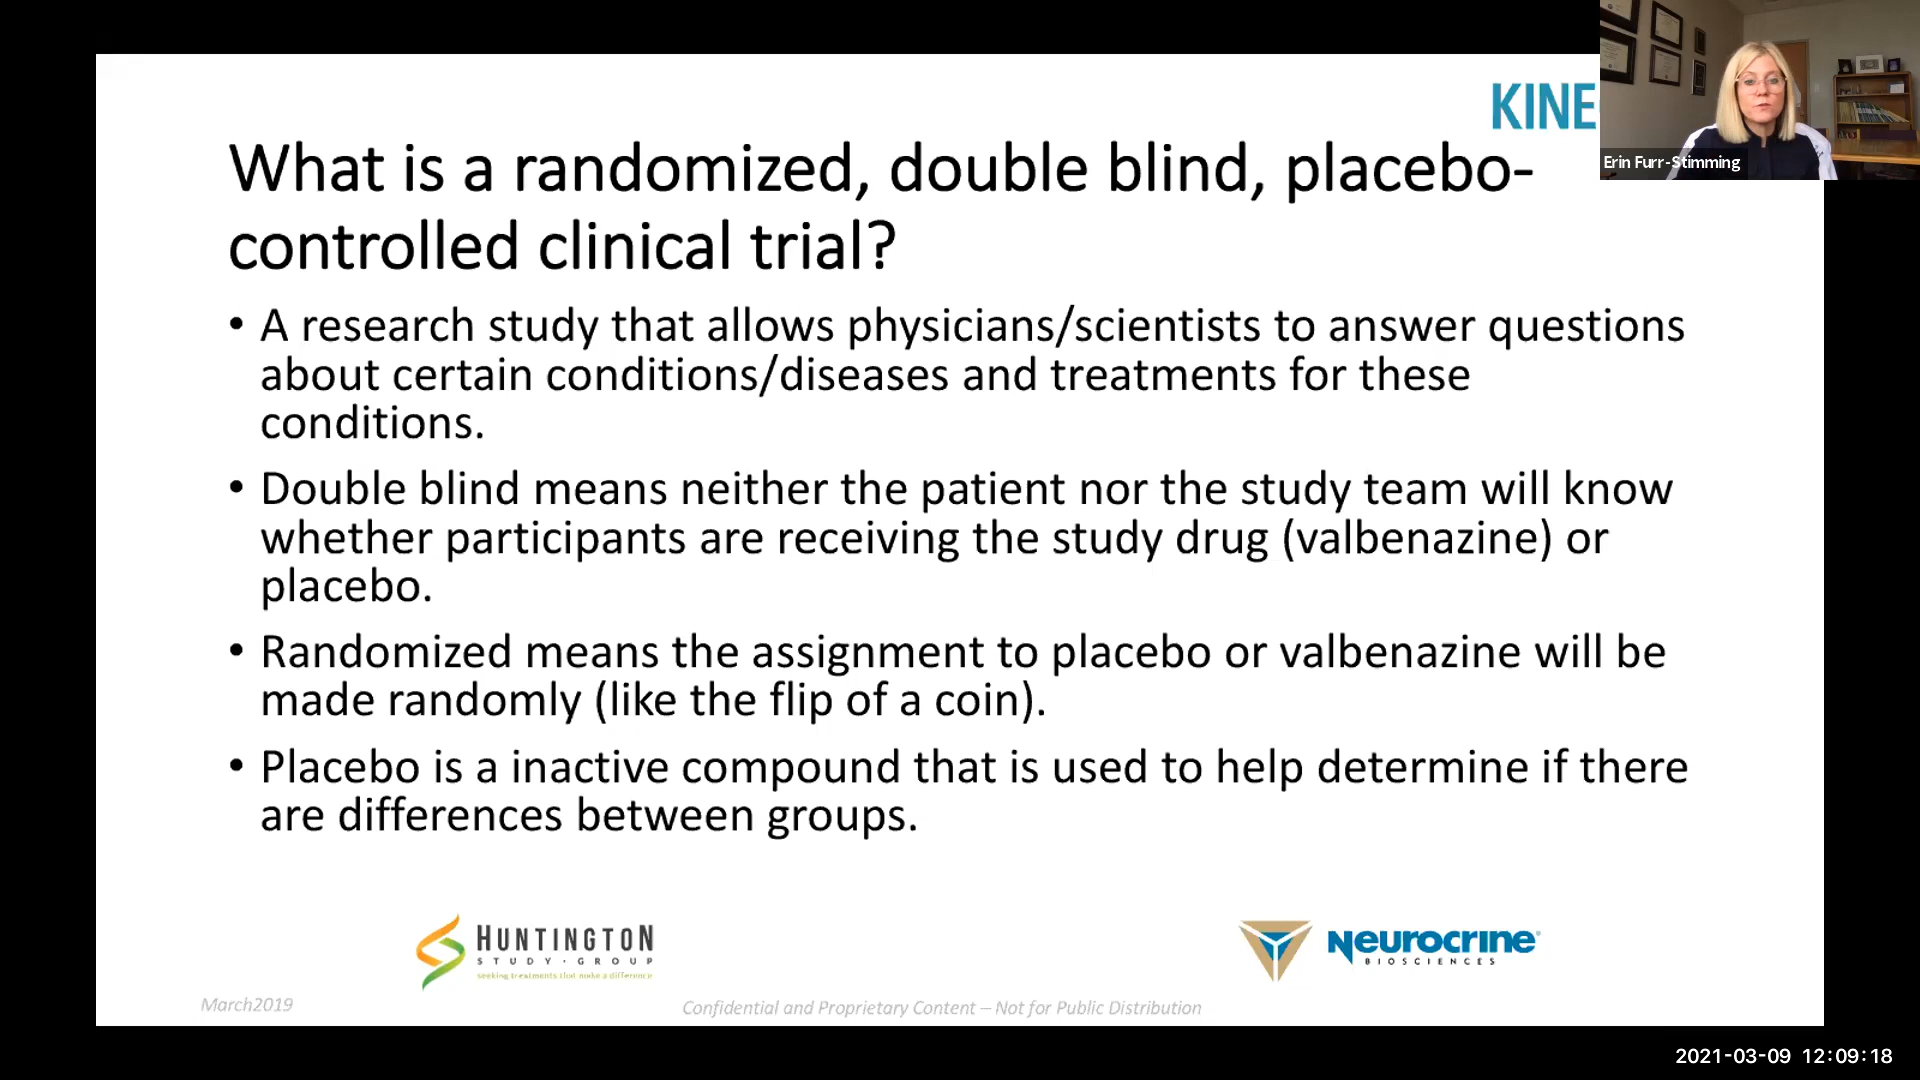 KINE
Erin Furr-Stimming
What is a randomized, double blind, placebo-
controlled clinical trial?
• A research study that allows physicians/scientists to answer questions
about certain conditions/diseases and treatments for these
conditions.
• Double blind means neither the patient nor the study team will know
whether participants are receiving the study drug (valbenazine) or
placebo.
• Randomized means the assignment to placebo or valbenazine will be
made randomly (like the flip of a coin).
• Placebo is a inactive compound that is used to help determine if there
are differences between groups.
HUNTINGTON
STUDY·GROUP
seeking treatments that make a difference
Neurocrine®
BIOSCIENCES
March2019
Confidential and Proprietary Content – Not for Public Distribution
2021-03-09 12:09:18